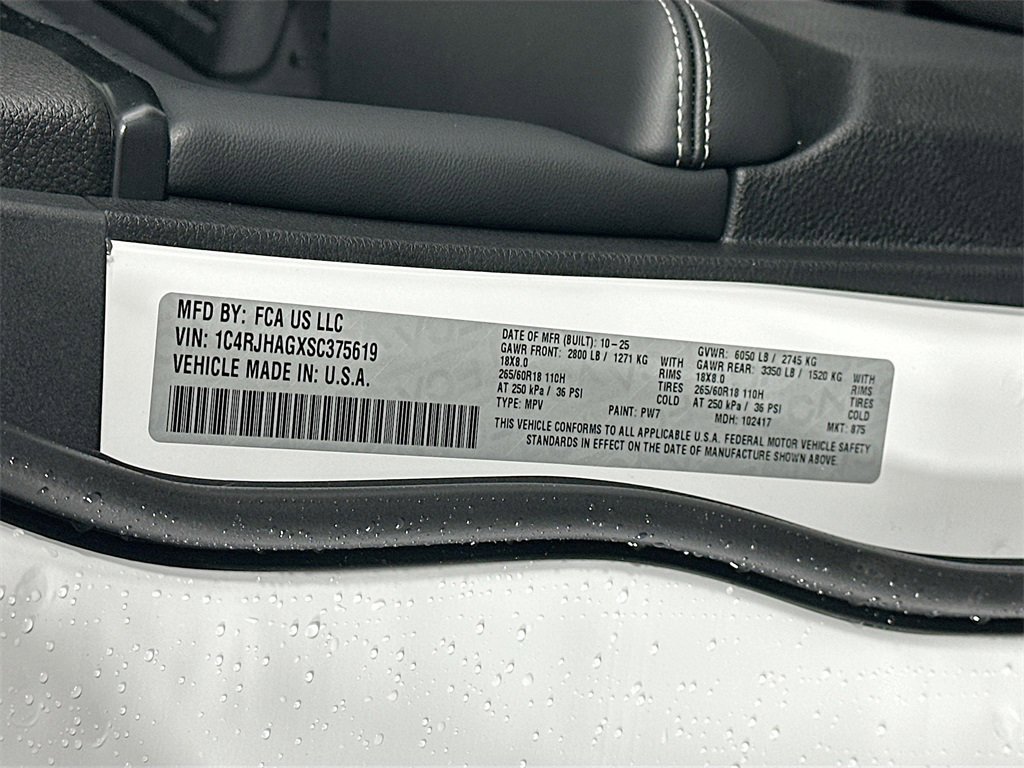 MFD BY: FCA US LLC
VIN: 1C4RJHAGXSC375619
VEHICLE MADE IN: U.S.A.
DATE OF MFR (BUILT): 10-25 GVWR: 6050 LB / 2745 KG
GAWR FRONT: 2800 LB / 1271 KG WITH GAWR REAR: 3350 LB / 1520 KG WITH
18X8.0 RIMS 18X8.0 RIMS
265/60R18 110H TIRES 265/60R18 110H TIRES
AT 250 kPa / 36 PSI COLD AT 250 kPa / 36 PSI COLD
TYPE: MPV PAINT: PW7 MDH: 102417 MKT: 875
THIS VEHICLE CONFORMS TO ALL APPLICABLE U.S.A. FEDERAL MOTOR VEHICLE SAFETY
STANDARDS IN EFFECT ON THE DATE OF MANUFACTURE SHOWN ABOVE.